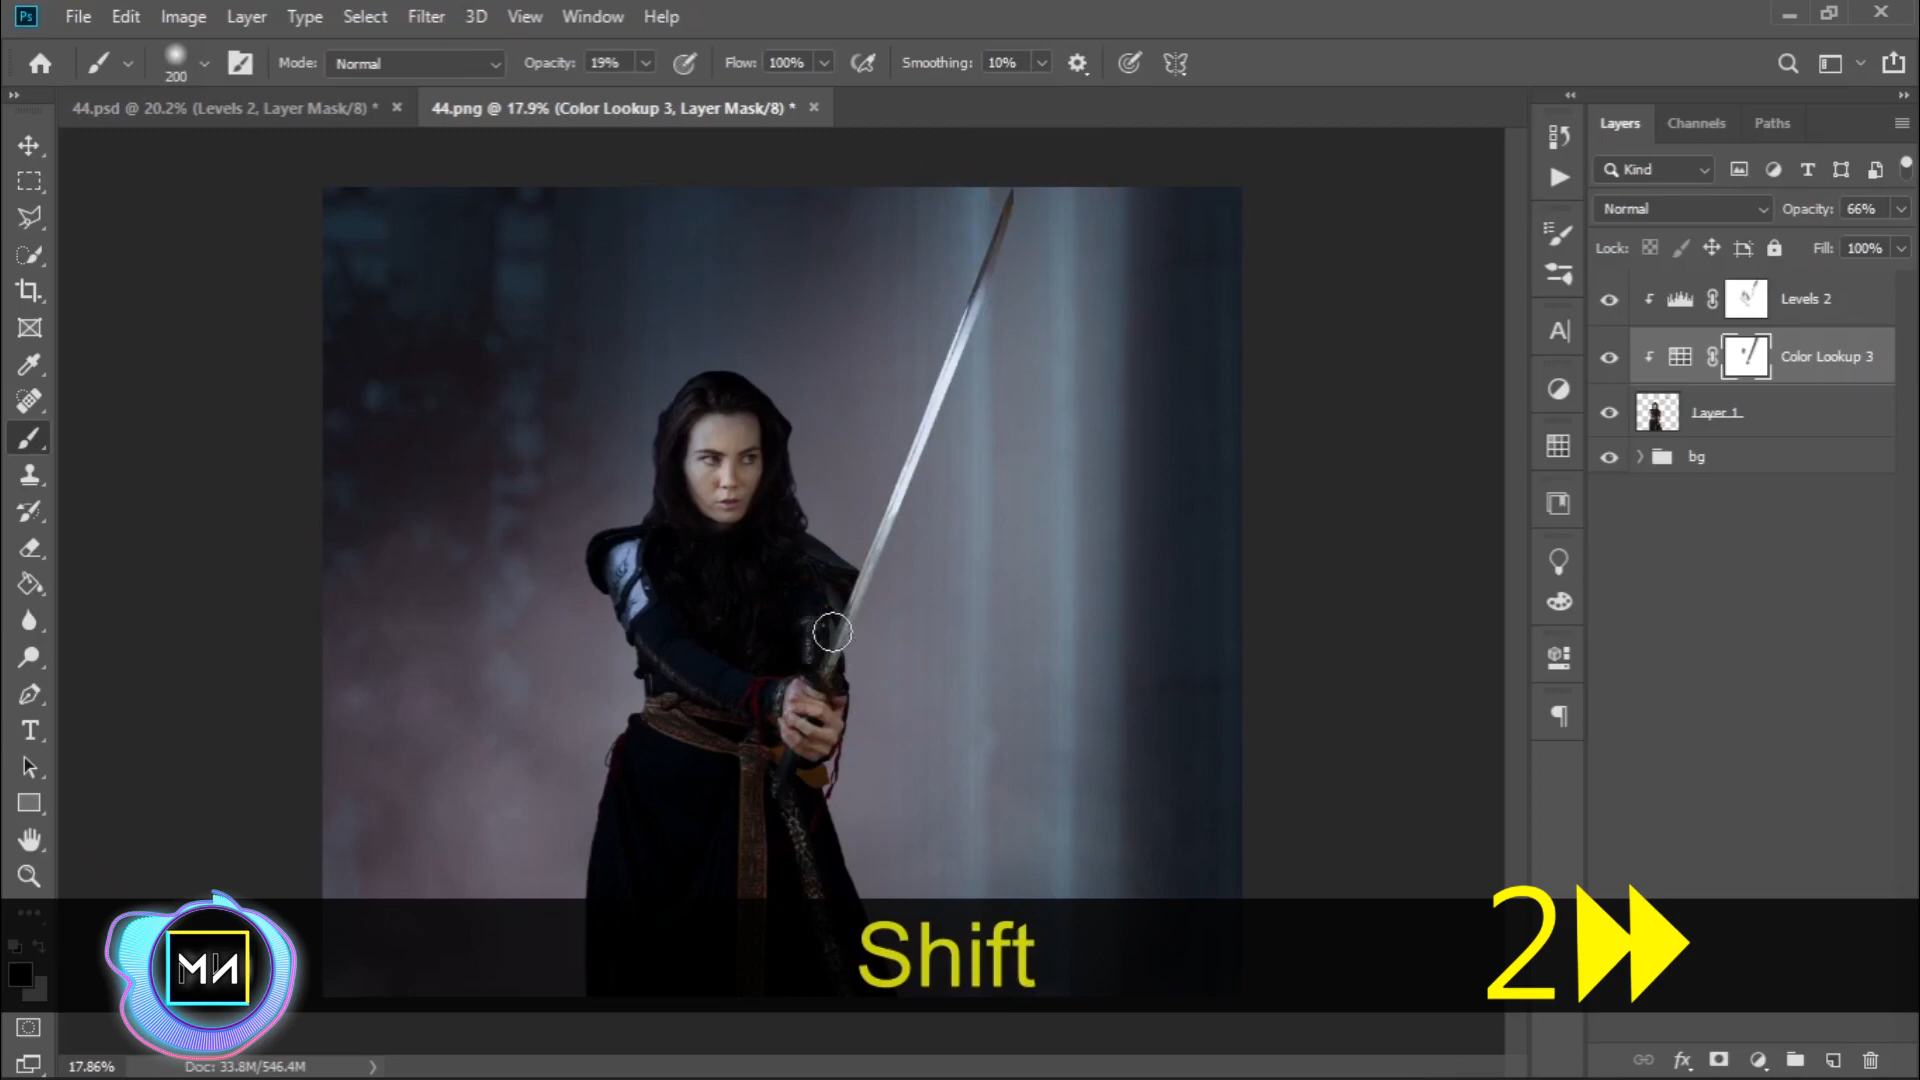 Ps File Edit Image Layer Type Select Filter 3D View Window Help
200 Mode: Normal Opacity: 19% Flow: 100% Smoothing: 10%
44.psd @ 20.2% (Levels 2, Layer Mask/8) * 44.png @ 17.9% (Color Lookup 3, Layer Mask/8) *
Layers Channels Paths
Kind
Normal Opacity: 66%
Lock: Fill: 100%
Levels 2
Color Lookup 3
Layer 1
bg
Shift
2
17.86% Doc: 33.8M/546.4M